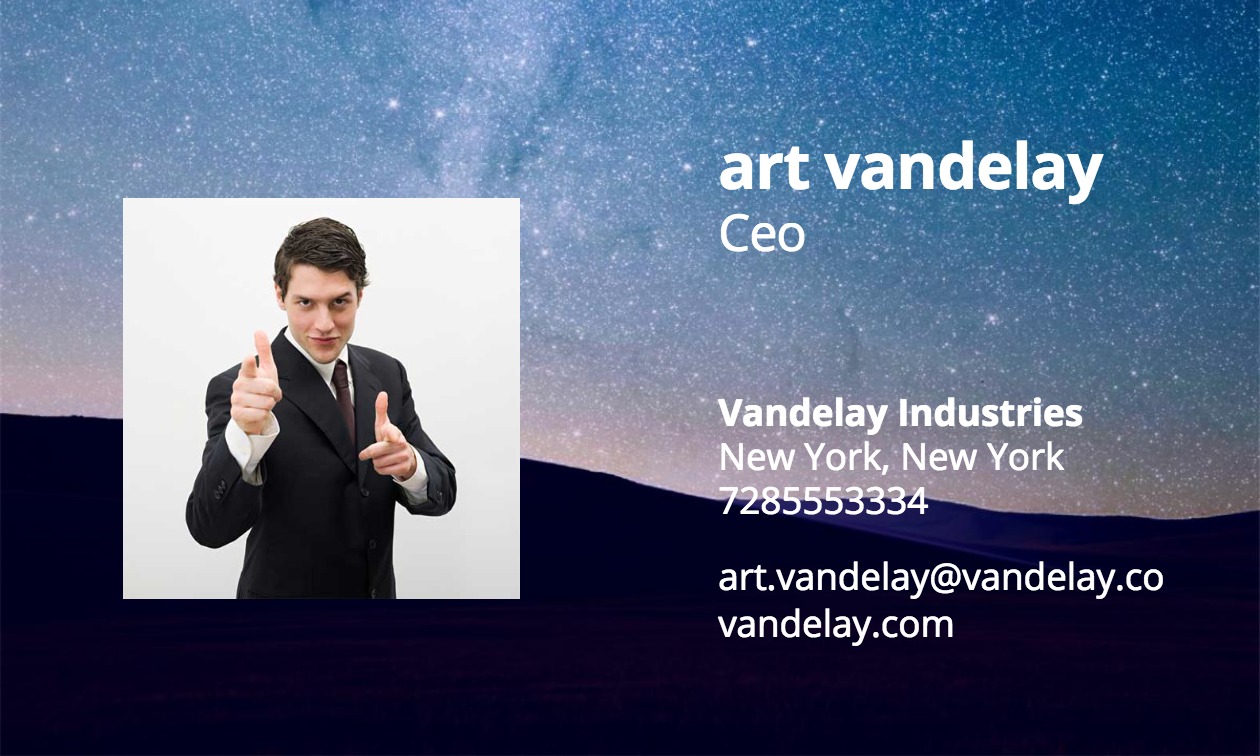 art vandelay
Ceo
Vandelay Industries
New York, New York
7285553334
art.vandelay@vandelay.co
vandelay.com